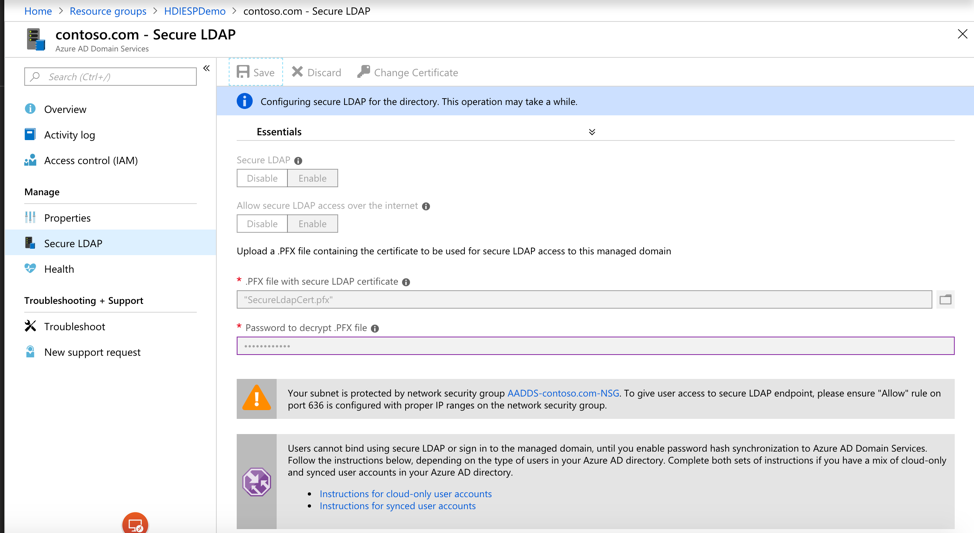 Home > Resource groups > HDIESPDemo > contoso.com - Secure LDAP
contoso.com - Secure LDAP
Azure AD Domain Services
Search (Ctrl+/)
Overview
Activity log
Access control (IAM)
Manage
Properties
Secure LDAP
Health
Troubleshooting + Support
Troubleshoot
New support request
Save Discard Change Certificate
Configuring secure LDAP for the directory. This operation may take a while.
Essentials
Secure LDAP
Disable Enable
Allow secure LDAP access over the internet
Disable Enable
Upload a .PFX file containing the certificate to be used for secure LDAP access to this managed domain
* .PFX file with secure LDAP certificate
"SecureLdapCert.pfx"
* Password to decrypt .PFX file
••••••••••••
Your subnet is protected by network security group AADDS-contoso.com-NSG. To give user access to secure LDAP endpoint, please ensure "Allow" rule on
port 636 is configured with proper IP ranges on the network security group.
Users cannot bind using secure LDAP or sign in to the managed domain, until you enable password hash synchronization to Azure AD Domain Services.
Follow the instructions below, depending on the type of users in your Azure AD directory. Complete both sets of instructions if you have a mix of cloud-only
and synced user accounts in your Azure AD directory.
• Instructions for cloud-only user accounts
• Instructions for synced user accounts